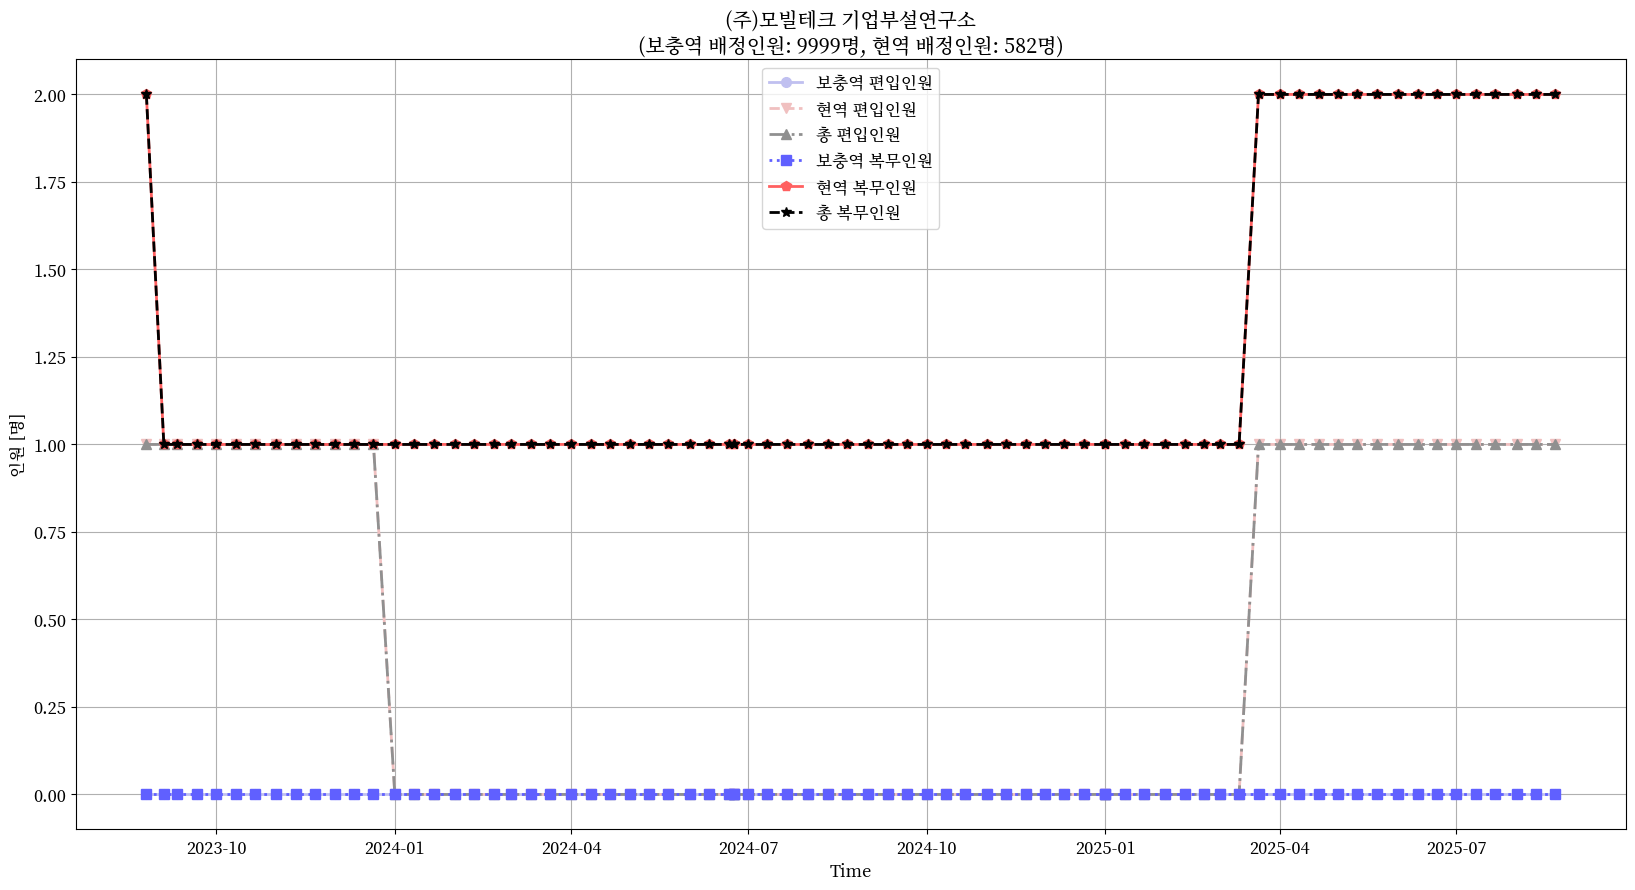 (주)모빌테크 기업부설연구소
(보충역 배정인원: 9999명, 현역 배정인원: 582명)
보충역 편입인원
현역 편입인원
총 편입인원
보충역 복무인원
현역 복무인원
총 복무인원
2.00
1.75
1.50
1.25
1.00
0.75
0.50
0.25
0.00
인원 [명]
2023-10
2024-01
2024-04
2024-07
2024-10
2025-01
2025-04
2025-07
Time